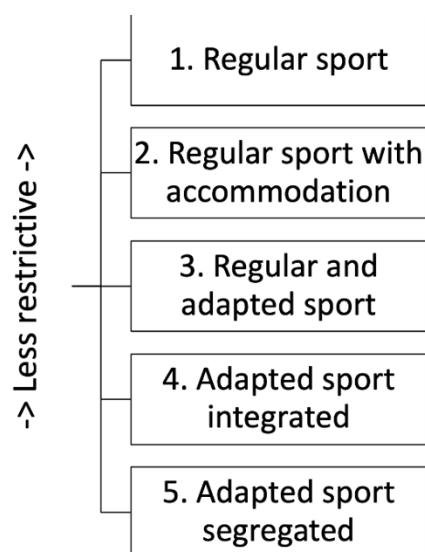 -> Less restrictive ->
1. Regular sport
2. Regular sport with
accommodation
3. Regular and
adapted sport
4. Adapted sport
integrated
5. Adapted sport
segregated